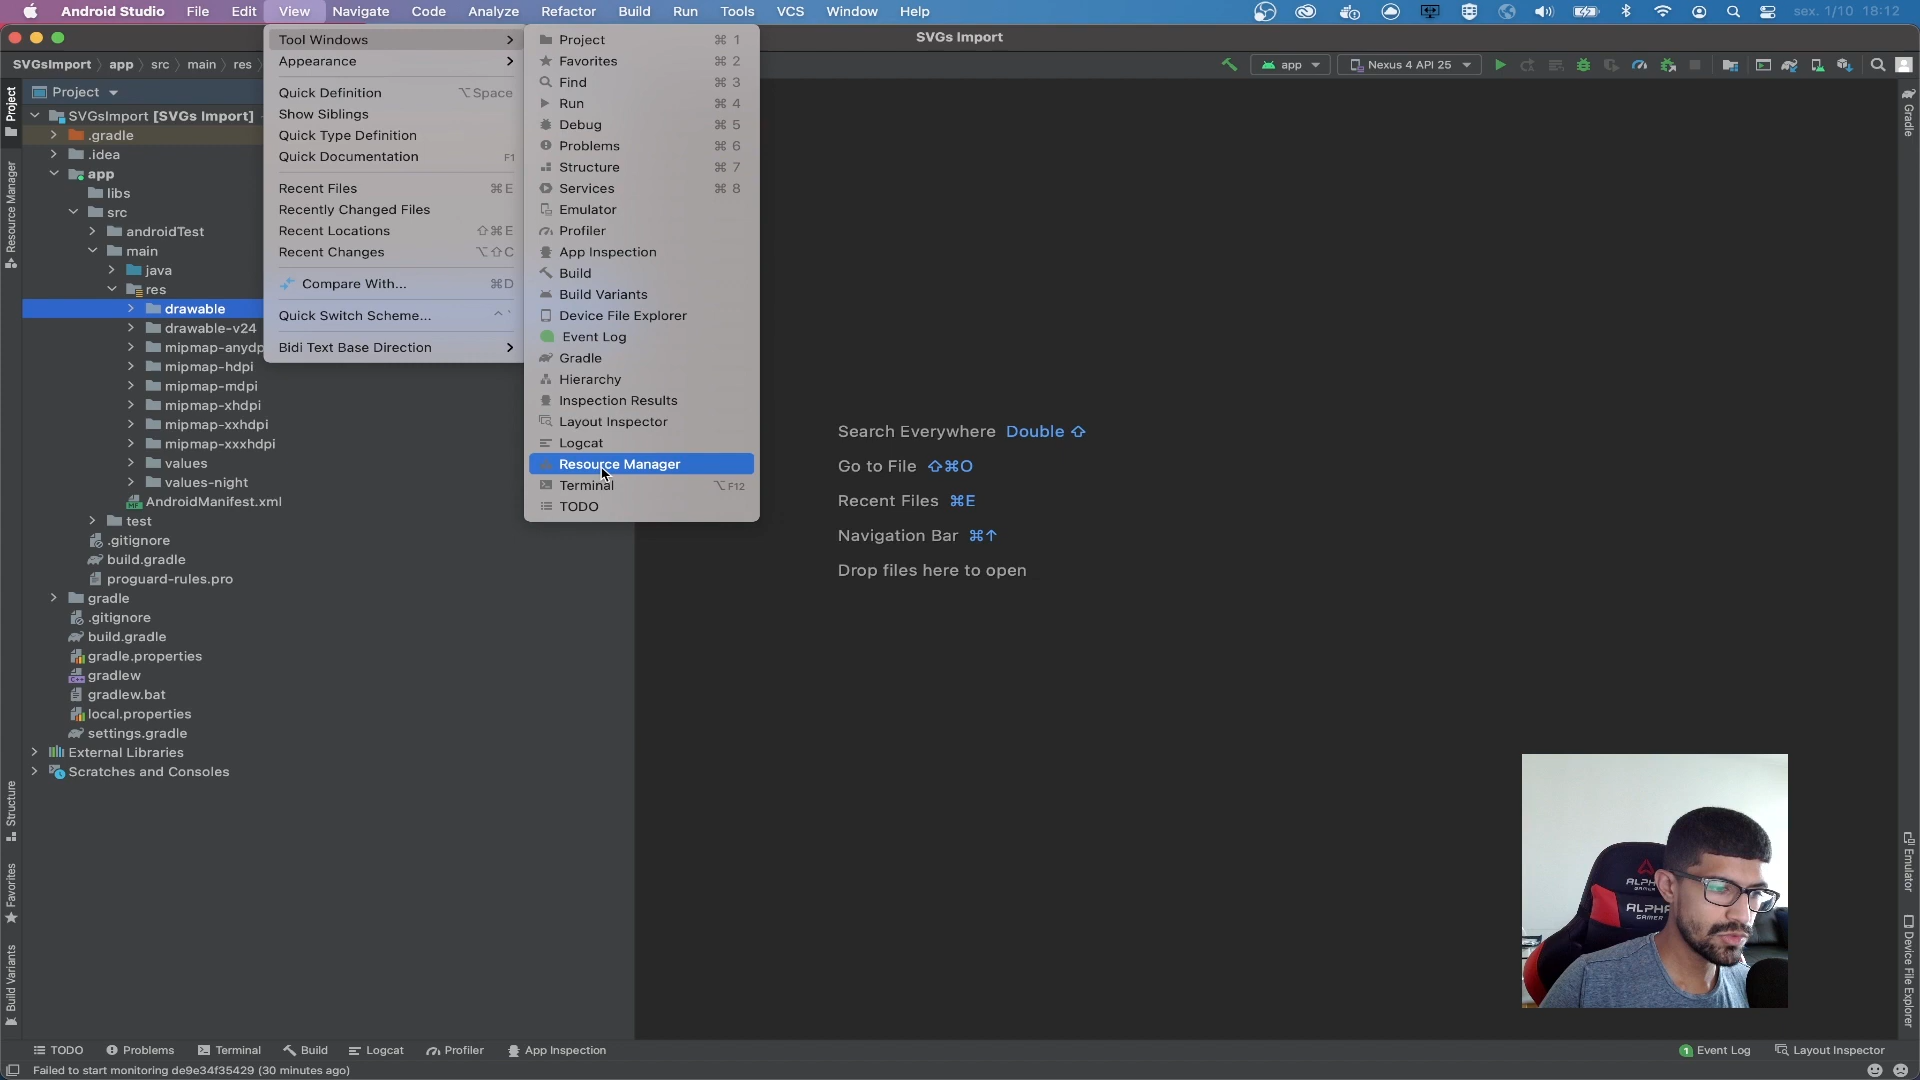 Android Studio File Edit View Navigate Code Analyze Refactor Build Run Tools VCS Window Help sex. 1/10 18:12
SVGs Import
SVGsImport app src main res
app Nexus 4 API 25
Project
SVGsImport [SVGs Import]
.gradle
.idea
app
libs
src
androidTest
main
java
res
drawable
drawable-v24
mipmap-anydp
mipmap-hdpi
mipmap-mdpi
mipmap-xhdpi
mipmap-xxhdpi
mipmap-xxxhdpi
values
values-night
AndroidManifest.xml
test
.gitignore
build.gradle
proguard-rules.pro
gradle
.gitignore
build.gradle
gradle.properties
gradlew
gradlew.bat
local.properties
settings.gradle
External Libraries
Scratches and Consoles
Tool Windows
Appearance
Quick Definition ⌥Space
Show Siblings
Quick Type Definition
Quick Documentation F1
Recent Files ⌘E
Recently Changed Files
Recent Locations ⇧⌘E
Recent Changes ⌥⇧C
Compare With... ⌘D
Quick Switch Scheme... ^ `
Bidi Text Base Direction
Project ⌘ 1
Favorites ⌘ 2
Find ⌘ 3
Run ⌘ 4
Debug ⌘ 5
Problems ⌘ 6
Structure ⌘ 7
Services ⌘ 8
Emulator
Profiler
App Inspection
Build
Build Variants
Device File Explorer
Event Log
Gradle
Hierarchy
Inspection Results
Layout Inspector
Logcat
Resource Manager
Terminal ⌥F12
TODO
Search Everywhere Double ⇧
Go to File ⇧⌘O
Recent Files ⌘E
Navigation Bar ⌘↑
Drop files here to open
Project
Resource Manager
Structure
Favorites
Build Variants
Gradle
Emulator
Device File Explorer
ALPHA
GAMER
ALPHA
GAMER
TODO Problems Terminal Build Logcat Profiler App Inspection 1 Event Log Layout Inspector
Failed to start monitoring de9e34f35429 (30 minutes ago)